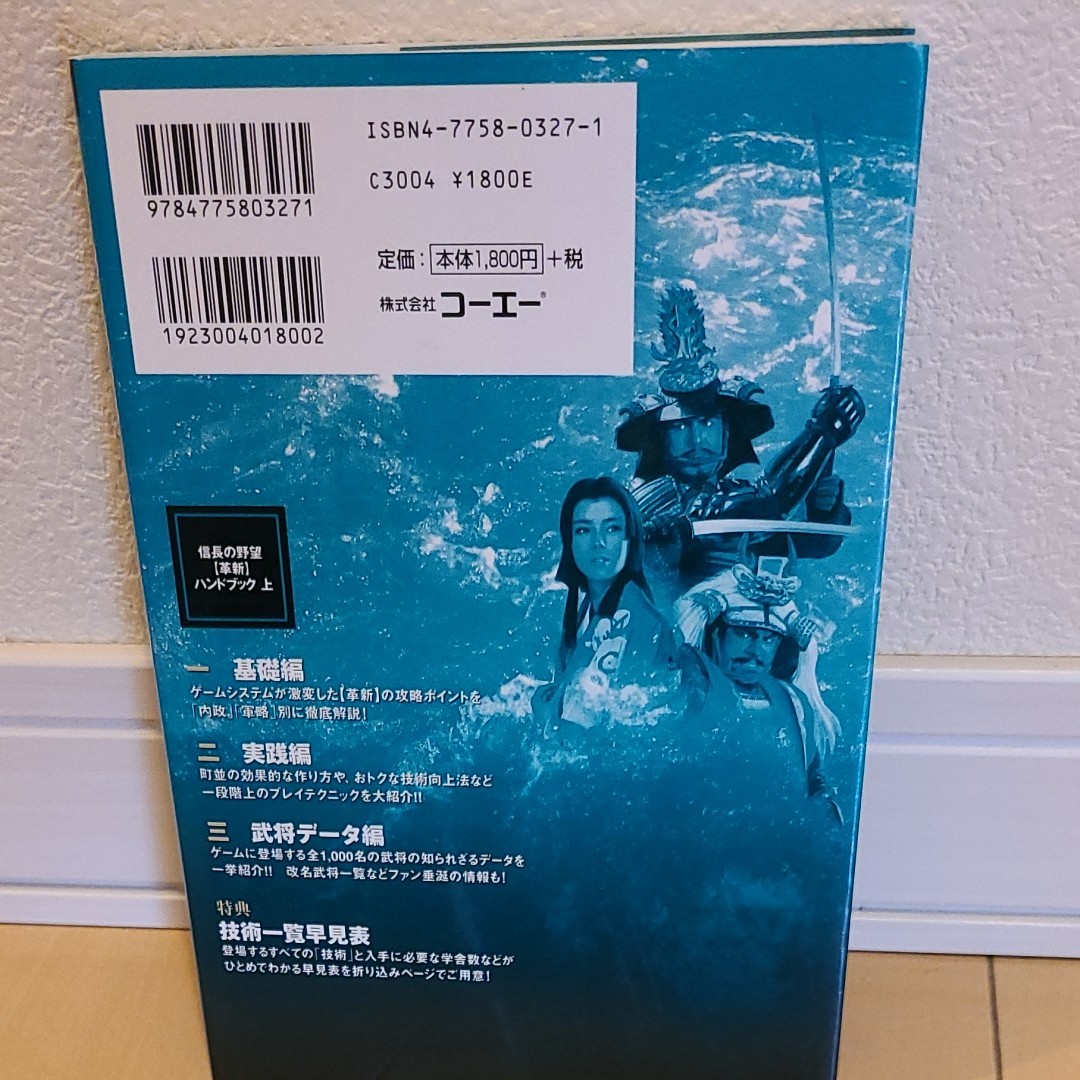 ISBN4-7758-0327-1
C3004 ¥1800E
9784775803271
定価：本体1,800円+税
株式会社コーエー®
1923004018002
信長の野望
【革新】
ハンドブック 上
一 基礎編
ゲームシステムが激変した【革新】の攻略ポイントを
「内政」「軍略」別に徹底解説！
二 実践編
町並の効果的な作り方や、おトクな技術向上法など
一段階上のプレイテクニックを大紹介!!
三 武将データ編
ゲームに登場する全1,000名の武将の知られざるデータを
一挙紹介!! 改名武将一覧などファン垂涎の情報も！
特典
技術一覧早見表
登場するすべての「技術」と入手に必要な学舎数などが
ひとめでわかる早見表を折り込みページでご用意！